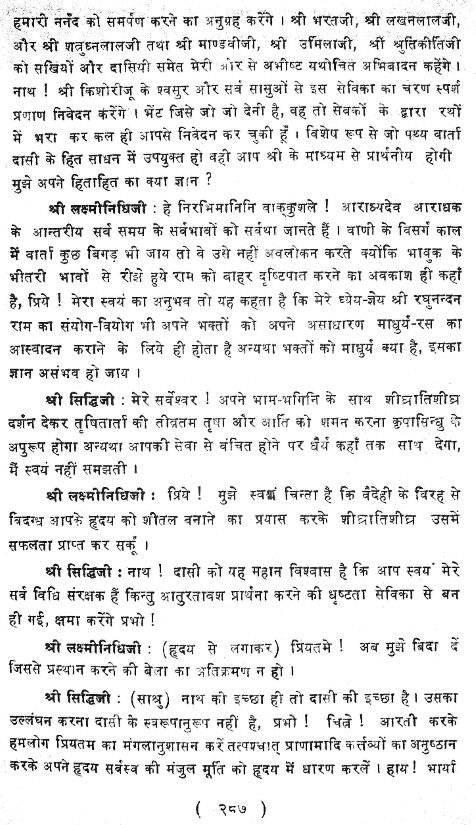 हमारी ननँद को समर्पण करने का अनुग्रह करेंगे । श्री भरतजी, श्री लखनलालजी,
और श्री शत्रुघ्नलालजी तथा श्री माण्डवीजी, श्री उर्मिलाजी, श्री श्रुतिकीर्तिजी
को सखियों और दासियों समेत मेरी ओर से अभीष्ट यथोचित अभिवादन कहेंगे ।
नाथ ! श्री किशोरीजू के श्वसुर और सर्व सासुओं से इस सेविका का चरण स्पर्श
प्रणाण निवेदन करेंगे । भेंट जिसे जो जो देनी है, वह तो सेवकों के द्वारा रथों
में भरा कर कल ही आपसे निवेदन कर चुकी हूँ । विशेष रूप से जो पथ्य वार्ता
दासी के हित साधन में उपयुक्त हो वही आप श्री के माध्यम से प्रार्थनीय होगी
मुझे अपने हिताहित का क्या ज्ञान ?
श्री लक्ष्मीनिधिजी : हे निरभिमानिनि वाक्कुशले ! आराध्यदेव आराधक
के आन्तरीय सर्व समय के सर्वभावों को सर्वथा जानते हैं । वाणी के विसर्ग काल
में वार्ता कुछ बिगड़ भी जाय तो वे उसे नहीं अवलोकन करते क्योंकि भावुक के
भीतरी भावों से रीझे हुये राम को बाहर दृष्टिपात करने का अवकाश ही कहाँ
है, प्रिये ! मेरा स्वयं का अनुभव तो यह कहता है कि मेरे ध्येय-ज्ञेय श्री रघुनन्दन
राम का संयोग-वियोग भी अपने भक्तों को अपने असाधारण माधुर्य-रस का
आस्वादन कराने के लिये ही होता है अन्यथा भक्तों को माधुर्य क्या है, इसका
ज्ञान असंभव हो जाय ।
श्री सिद्धिजी : मेरे सर्वेश्वर ! अपने भाम-भगिनि के साथ शीघ्रातिशीघ्र
दर्शन देकर तृषितार्ता की तीव्रतम तृषा और आर्ति को शमन करना कृपासिन्धु के
अपुरूप होगा अन्यथा आपकी सेवा से वंचित होने पर धैर्य कहाँ तक साथ देगा,
मैं स्वयं नहीं समझती ।
श्री लक्ष्मीनिधिजी : प्रिये ! मुझे स्वयं चिन्ता है कि वैदेही के विरह से
विदग्ध आपके हृदय को शीतल बनाने का प्रयास करके शीघ्रातिशीघ्र उसमें
सफलता प्राप्त कर सकूँ ।
श्री सिद्धिजी : नाथ ! दासी को यह महान विश्वास है कि आप स्वयं मेरे
सर्व विधि संरक्षक हैं किन्तु आतुरतावश प्रार्थना करने की धृष्टता सेविका से बन
ही गई, क्षमा करेंगे प्रभो !
श्री लक्ष्मीनिधीजी : (हृदय से लगाकर) प्रियतमे ! अब मुझे बिदा दें
जिससे प्रस्थान करने की बेला का अतिक्रमण न हो ।
श्री सिद्धिजी : (साश्रु) नाथ की इच्छा ही तो दासी की इच्छा है । उसका
उल्लंघन करना दासी के स्वरूपानुरूप नहीं है, प्रभो ! चलें ! आरती करके
हमलोग प्रियतम का मंगलानुशासन करें तत्पश्चात् प्राणामादि कर्त्तव्यों का अनुष्ठान
करके अपने हृदय सर्वस्व की मंजुल मूर्ति को हृदय में धारण करलें । हाय ! भार्या
( २८७ )